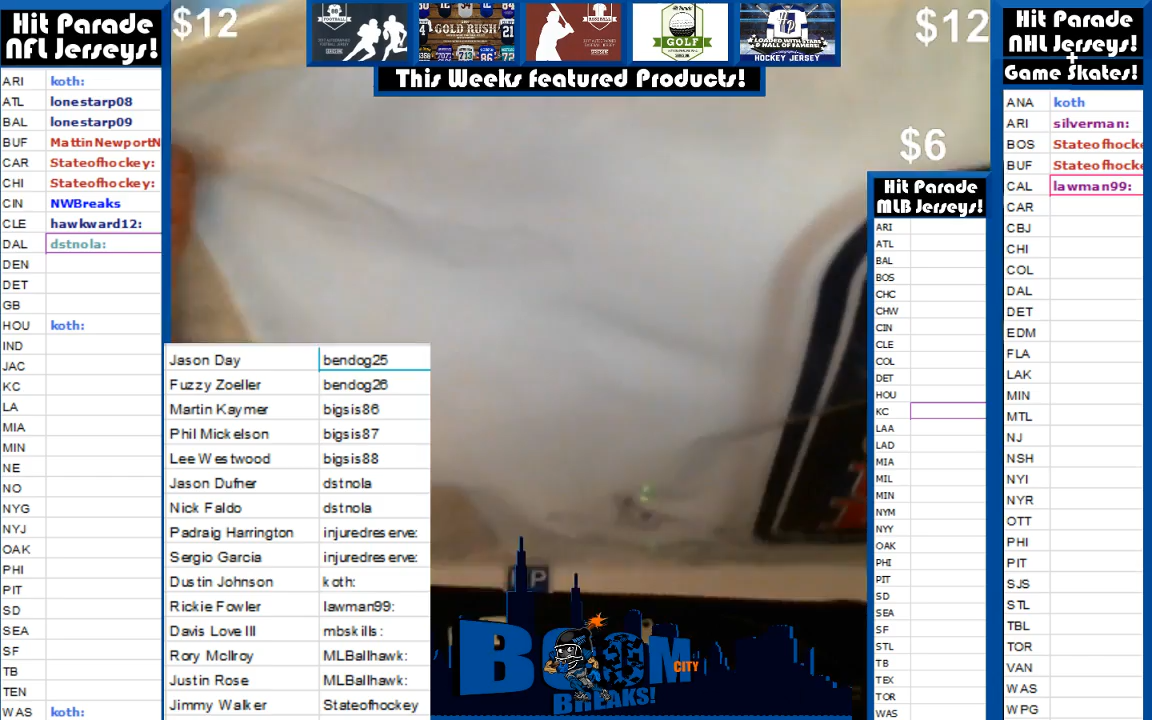 Hit Parade
NFL Jerseys!
$12
ARI koth:
ATL lonestarp08
BAL lonestarp09
BUF MattinNewportN
CAR Stateofhockey:
CHI Stateofhockey:
CIN NWBreaks
CLE hawkward12:
DAL dstnola:
DEN
DET
GB
HOU koth:
IND
JAC
KC
LA
MIA
MIN
NE
NO
NYG
NYJ
OAK
PHI
PIT
SD
SEA
SF
TB
TEN
WAS koth:
FOOTBALL
GOLD RUSH
BASEBALL
GOLF
LOADED WITH STARS
& HALL OF FAMERS!
HOCKEY JERSEY
This Weeks featured Products!
Jason Day bendog25
Fuzzy Zoeller bendog26
Martin Kaymer bigsis86
Phil Mickelson bigsis87
Lee Westwood bigsis88
Jason Dufner dstnola
Nick Faldo dstnola
Padraig Harrington injuredreserve:
Sergio Garcia injuredreserve:
Dustin Johnson koth:
Rickie Fowler lawman99:
Davis Love III mbskills:
Rory McIlroy MLBallhawk:
Justin Rose MLBallhawk:
Jimmy Walker Stateofhockey
BOOM
CITY
BREAKS!
$6
Hit Parade
MLB Jerseys!
ARI
ATL
BAL
BOS
CHC
CHW
CIN
CLE
COL
DET
HOU
KC
LAA
LAD
MIA
MIL
MIN
NYM
NYY
OAK
PHI
PIT
SD
SEA
SF
STL
TB
TEX
TOR
WAS
$12
Hit Parade
NHL Jerseys!
+
Game Skates!
ANA koth
ARI silverman:
BOS Stateofhocke
BUF Stateofhocke
CAL lawman99:
CAR
CBJ
CHI
COL
DAL
DET
EDM
FLA
LAK
MIN
MTL
NJ
NSH
NYI
NYR
OTT
PHI
PIT
SJS
STL
TBL
TOR
VAN
WAS
WPG